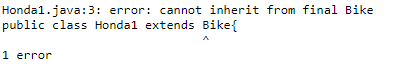 Honda1.java:3: error: cannot inherit from final Bike
public class Honda1 extends Bike{
^
1 error